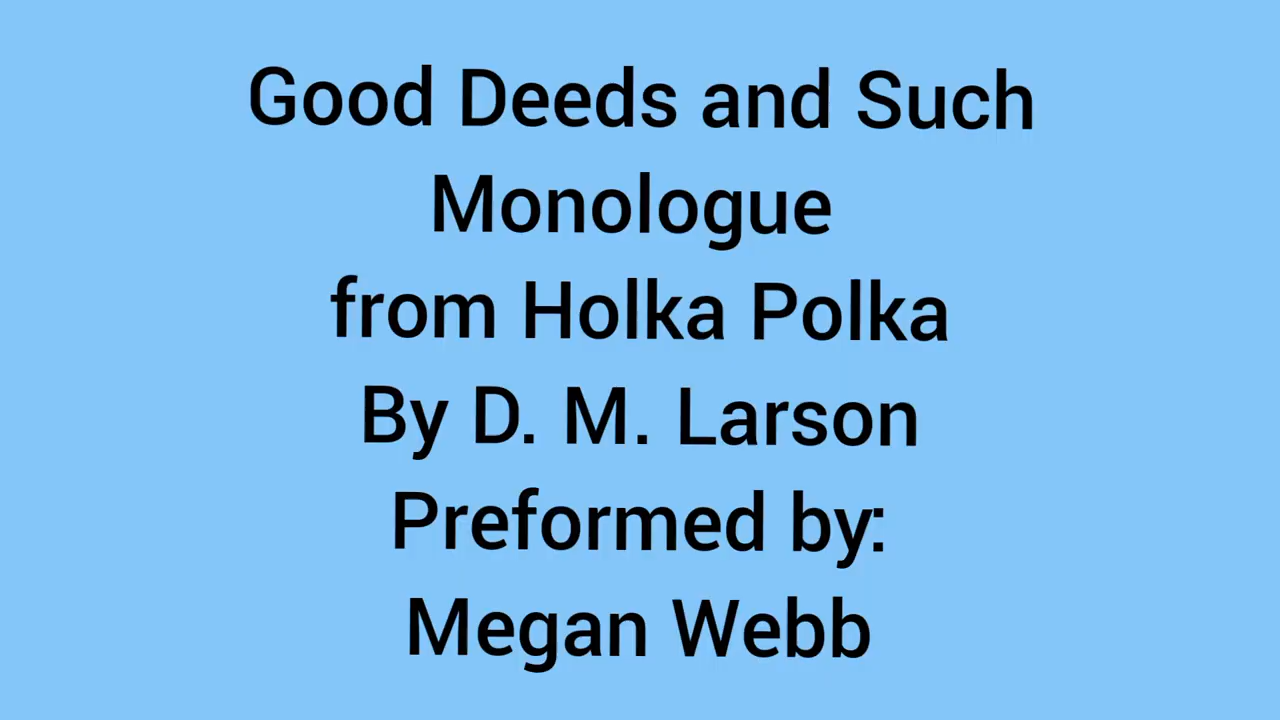 Good Deeds and Such
Monologue
from Holka Polka
By D. M. Larson
Preformed by:
Megan Webb